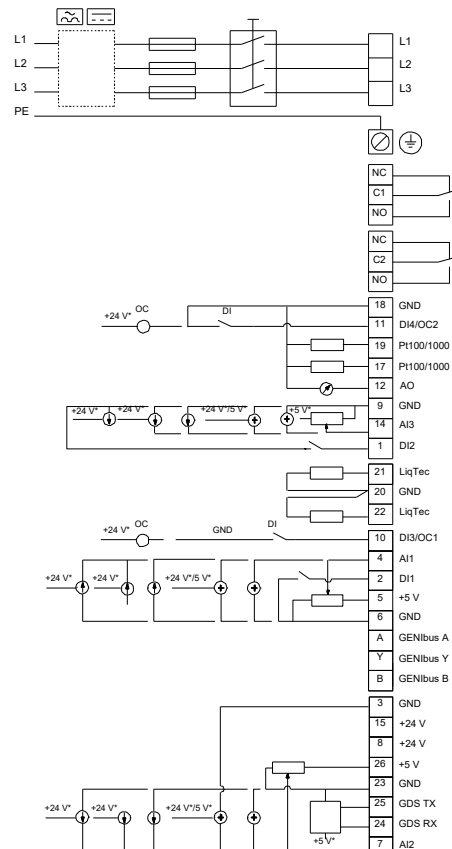 L1 L1
L2 L2
L3 L3
PE
NC
C1
NO
NC
C2
NO
18 GND
+24 V* OC DI 11 DI4/OC2
19 Pt100/1000
17 Pt100/1000
12 AO
9 GND
+24 V* +24 V* +24 V*/5 V* +5 V* 14 AI3
1 DI2
21 LiqTec
20 GND
22 LiqTec
+24 V* OC GND DI 10 DI3/OC1
4 AI1
+24 V* +24 V* +24 V*/5 V* 2 DI1
5 +5 V
6 GND
A GENIbus A
Y GENIbus Y
B GENIbus B
3 GND
15 +24 V
8 +24 V
26 +5 V
23 GND
+24 V* +24 V* +24 V*/5 V* 25 GDS TX
24 GDS RX
+5 V* 7 AI2